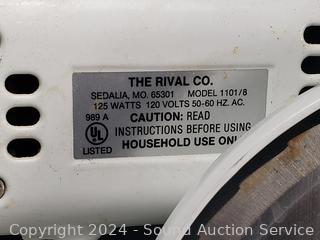 THE RIVAL CO.
SEDALIA, MO. 65301 MODEL 1101/8
125 WATTS 120 VOLTS 50-60 HZ. AC.
989 A CAUTION: READ
UL INSTRUCTIONS BEFORE USING
LISTED HOUSEHOLD USE ONLY
Copyright 2024 - Sound Auction Service